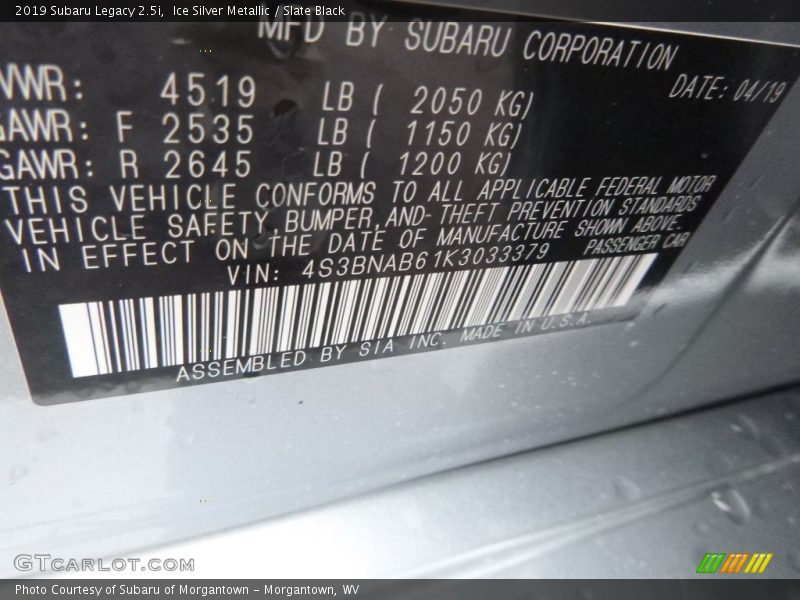 2019 Subaru Legacy 2.5i,  Ice Silver Metallic / Slate Black
MFD BY SUBARU CORPORATION
DATE: 04/19
VWR: 4519 LB ( 2050 KG)
GAWR: F 2535 LB ( 1150 KG)
GAWR: R 2645 LB ( 1200 KG)
THIS VEHICLE CONFORMS TO ALL APPLICABLE FEDERAL MOTOR
VEHICLE SAFETY, BUMPER, AND THEFT PREVENTION STANDARDS
IN EFFECT ON THE DATE OF MANUFACTURE SHOWN ABOVE.
VIN: 4S3BNAB61K3033379 PASSENGER CAR
ASSEMBLED BY SIA INC. MADE IN U.S.A.
GTCARLOT.COM
Photo Courtesy of Subaru of Morgantown – Morgantown, WV